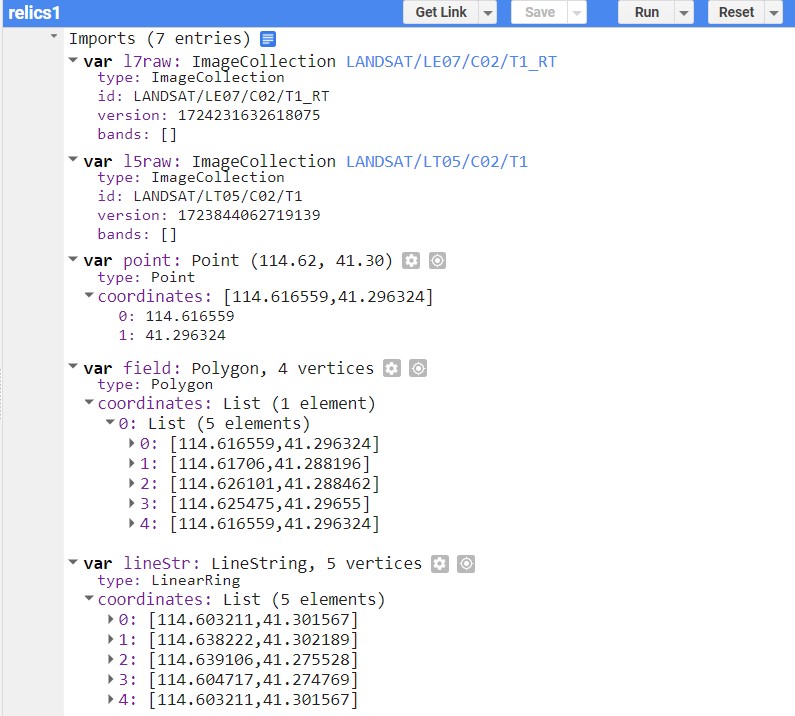 relics1 Get Link Save Run Reset
Imports (7 entries)
var l7raw: ImageCollection LANDSAT/LE07/C02/T1_RT
type: ImageCollection
id: LANDSAT/LE07/C02/T1_RT
version: 1724231632618075
bands: []
var l5raw: ImageCollection LANDSAT/LT05/C02/T1
type: ImageCollection
id: LANDSAT/LT05/C02/T1
version: 1723844062719139
bands: []
var point: Point (114.62, 41.30)
type: Point
coordinates: [114.616559,41.296324]
0: 114.616559
1: 41.296324
var field: Polygon, 4 vertices
type: Polygon
coordinates: List (1 element)
0: List (5 elements)
0: [114.616559,41.296324]
1: [114.61706,41.288196]
2: [114.626101,41.288462]
3: [114.625475,41.29655]
4: [114.616559,41.296324]
var lineStr: LineString, 5 vertices
type: LinearRing
coordinates: List (5 elements)
0: [114.603211,41.301567]
1: [114.638222,41.302189]
2: [114.639106,41.275528]
3: [114.604717,41.274769]
4: [114.603211,41.301567]